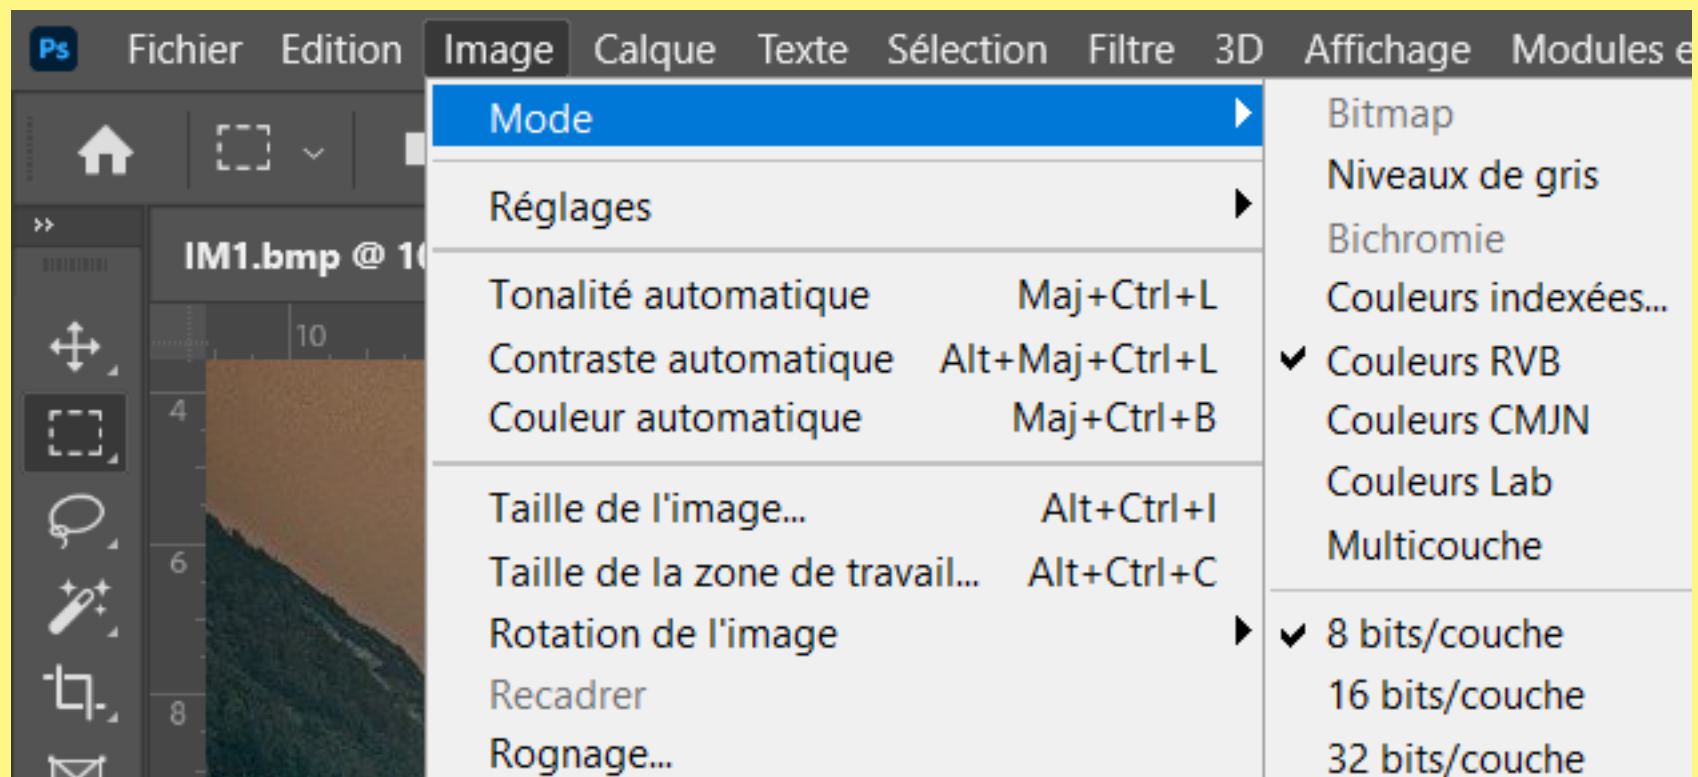 Ps Fichier Edition Image Calque Texte Sélection Filtre 3D Affichage Modules
Mode
Réglages
Tonalité automatique Maj+Ctrl+L
Contraste automatique Alt+Maj+Ctrl+L
Couleur automatique Maj+Ctrl+B
Taille de l'image... Alt+Ctrl+I
Taille de la zone de travail... Alt+Ctrl+C
Rotation de l'image
Recadrer
Rognage...
Bitmap
Niveaux de gris
Bichromie
Couleurs indexées...
Couleurs RVB
Couleurs CMJN
Couleurs Lab
Multicouche
8 bits/couche
16 bits/couche
32 bits/couche
IM1.bmp @
10
4
6
8